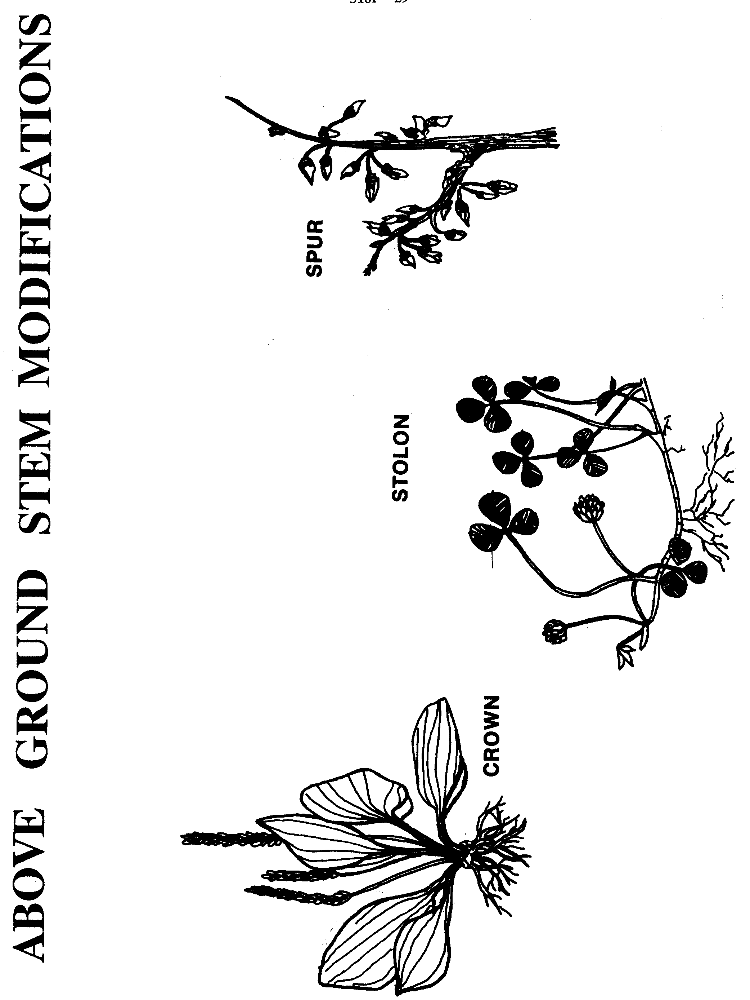 ABOVE GROUND STEM MODIFICATIONS
CROWN
STOLON
SPUR